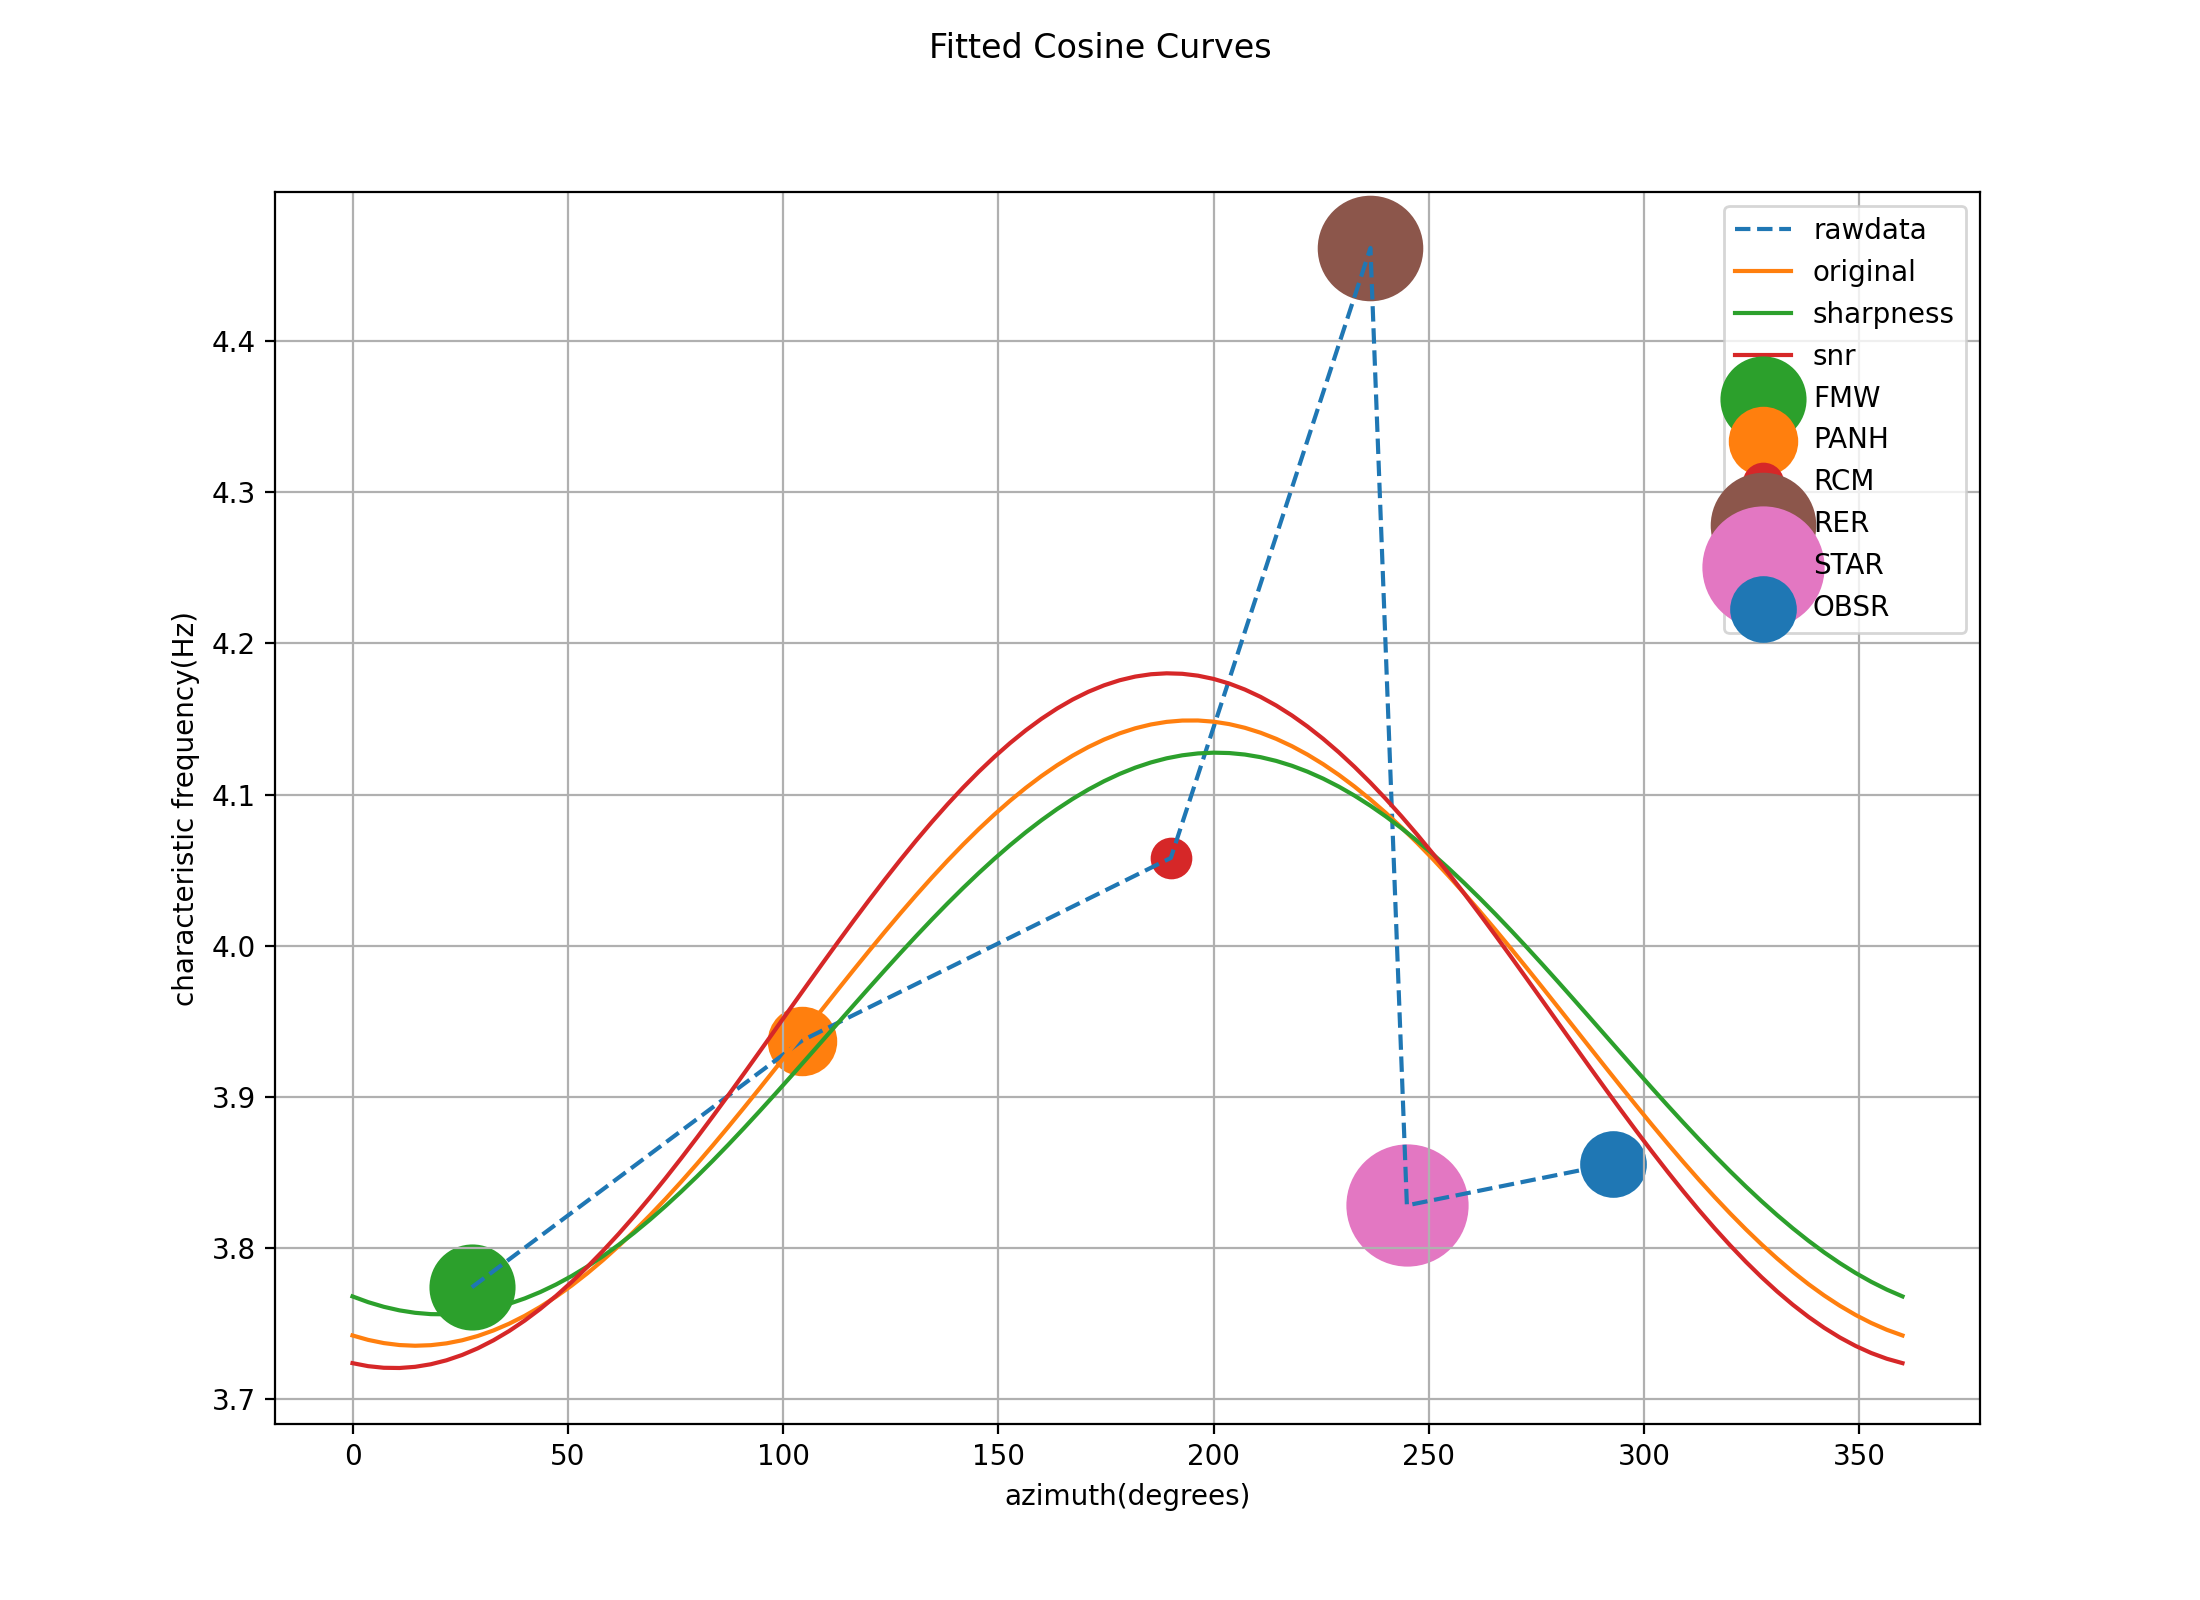 Fitted Cosine Curves
rawdata
original
sharpness
snr
FMW
PANH
RCM
RER
STAR
OBSR
characteristic frequency(Hz)
4.4
4.3
4.2
4.1
4.0
3.9
3.8
3.7
0 50 100 150 200 250 300 350
azimuth(degrees)